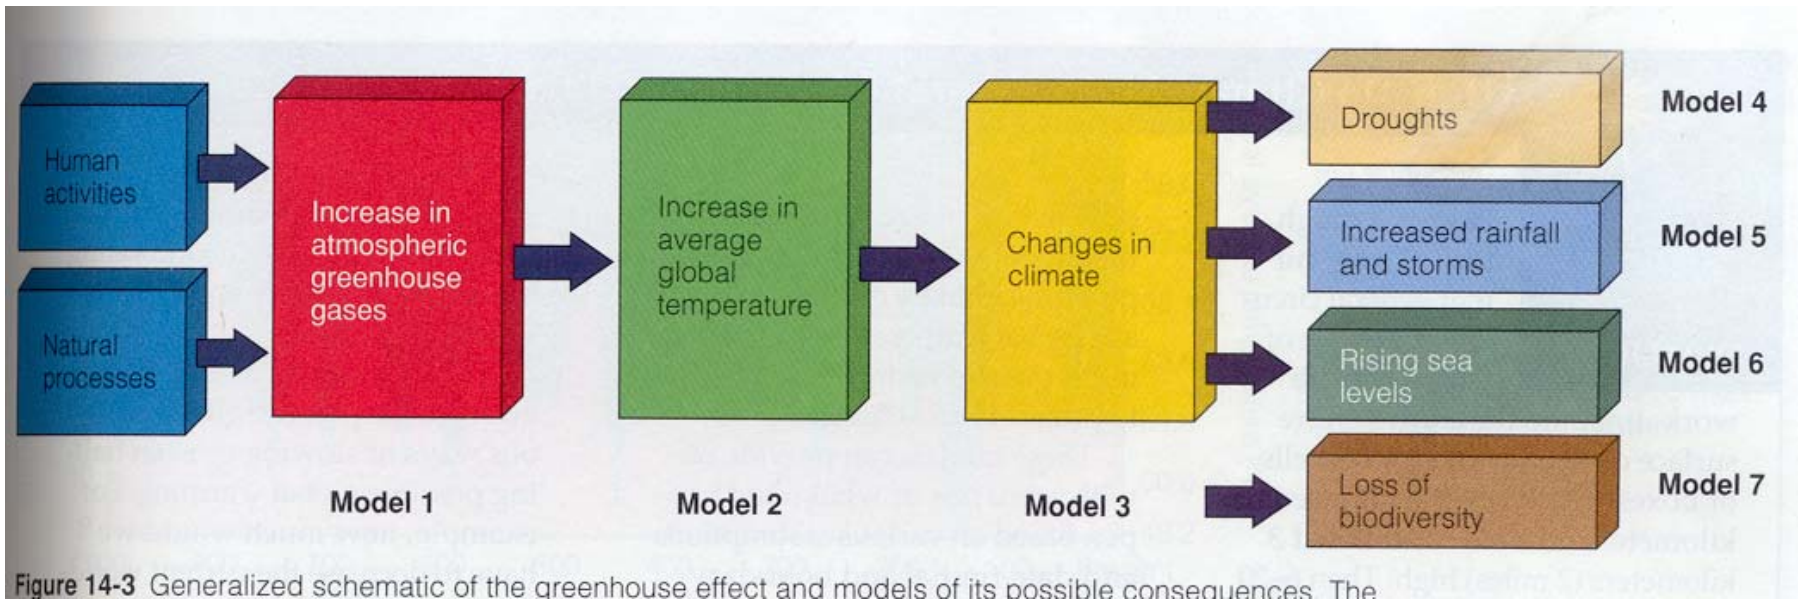 Human
activities
Natural
processes
Increase in
atmospheric
greenhouse
gases
Increase in
average
global
temperature
Changes in
climate
Droughts
Increased rainfall
and storms
Rising sea
levels
Loss of
biodiversity
Model 1
Model 2
Model 3
Model 4
Model 5
Model 6
Model 7
Figure 14-3 Generalized schematic of the greenhouse effect and models of its possible consequences. The